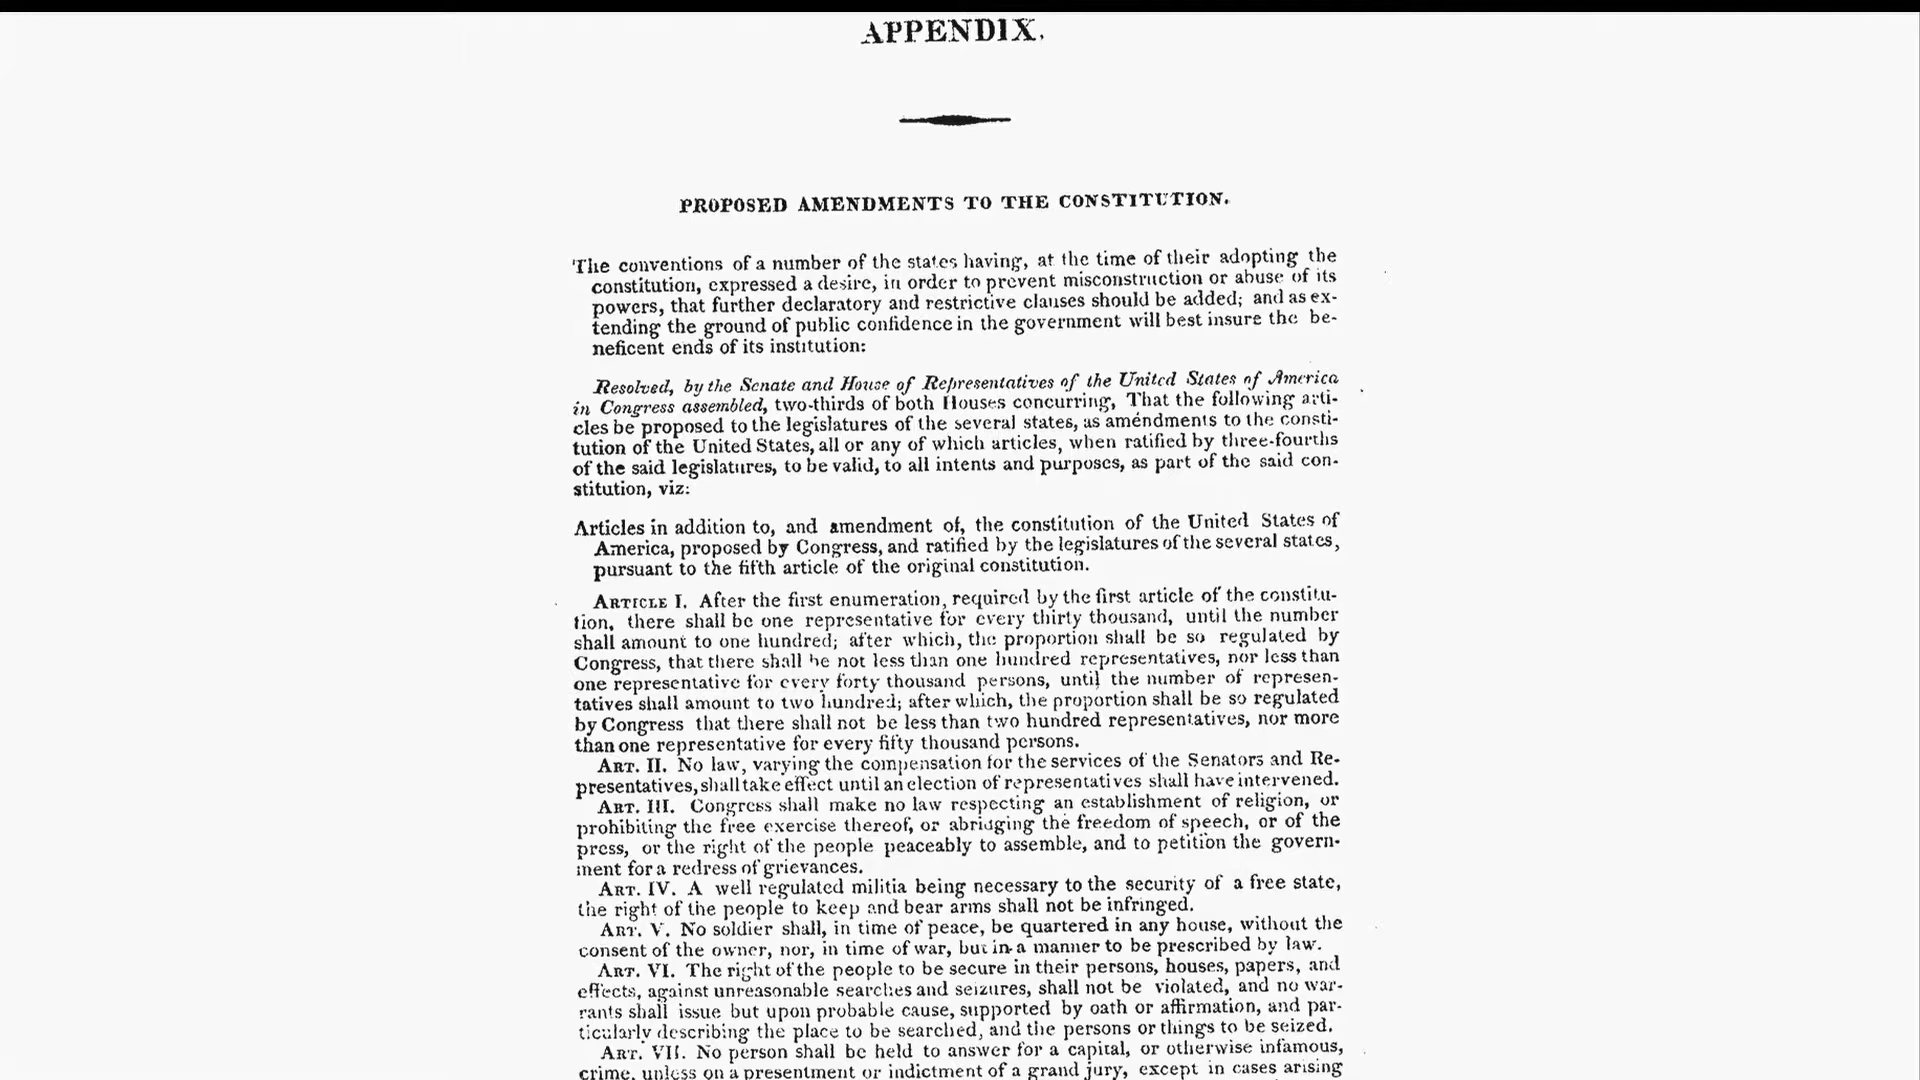 APPENDIX.
PROPOSED AMENDMENTS TO THE CONSTITUTION.
The conventions of a number of the states having, at the time of their adopting the
constitution, expressed a desire, in order to prevent misconstruction or abuse of its
powers, that further declaratory and restrictive clauses should be added; and as ex-
tending the ground of public confidence in the government will best insure the be-
neficent ends of its institution:
Resolved, by the Senate and House of Representatives of the United States of America
in Congress assembled, two-thirds of both Houses concurring, That the following arti-
cles be proposed to the legislatures of the several states, as amendments to the consti-
tution of the United States, all or any of which articles, when ratified by three-fourths
of the said legislatures, to be valid, to all intents and purposes, as part of the said con-
stitution, viz:
Articles in addition to, and amendment of, the constitution of the United States of
America, proposed by Congress, and ratified by the legislatures of the several states,
pursuant to the fifth article of the original constitution.
ARTICLE I. After the first enumeration, required by the first article of the constitu-
tion, there shall be one representative for every thirty thousand, until the number
shall amount to one hundred; after which, the proportion shall be so regulated by
Congress, that there shall be not less than one hundred representatives, nor less than
one representative for every forty thousand persons, until the number of represen-
tatives shall amount to two hundred; after which, the proportion shall be so regulated
by Congress that there shall not be less than two hundred representatives, nor more
than one representative for every fifty thousand persons.
ART. II. No law, varying the compensation for the services of the Senators and Re-
presentatives, shall take effect until an election of representatives shall have intervened.
ART. III. Congress shall make no law respecting an establishment of religion, or
prohibiting the free exercise thereof, or abridging the freedom of speech, or of the
press, or the right of the people peaceably to assemble, and to petition the govern-
ment for a redress of grievances.
ART. IV. A well regulated militia being necessary to the security of a free state,
the right of the people to keep and bear arms shall not be infringed.
ART. V. No soldier shall, in time of peace, be quartered in any house, without the
consent of the owner, nor, in time of war, but in a manner to be prescribed by law.
ART. VI. The right of the people to be secure in their persons, houses, papers, and
effects, against unreasonable searches and seizures, shall not be violated, and no war-
rants shall issue but upon probable cause, supported by oath or affirmation, and par-
ticularly describing the place to be searched, and the persons or things to be seized.
ART. VII. No person shall be held to answer for a capital, or otherwise infamous,
crime, unless on a presentment or indictment of a grand jury, except in cases arising